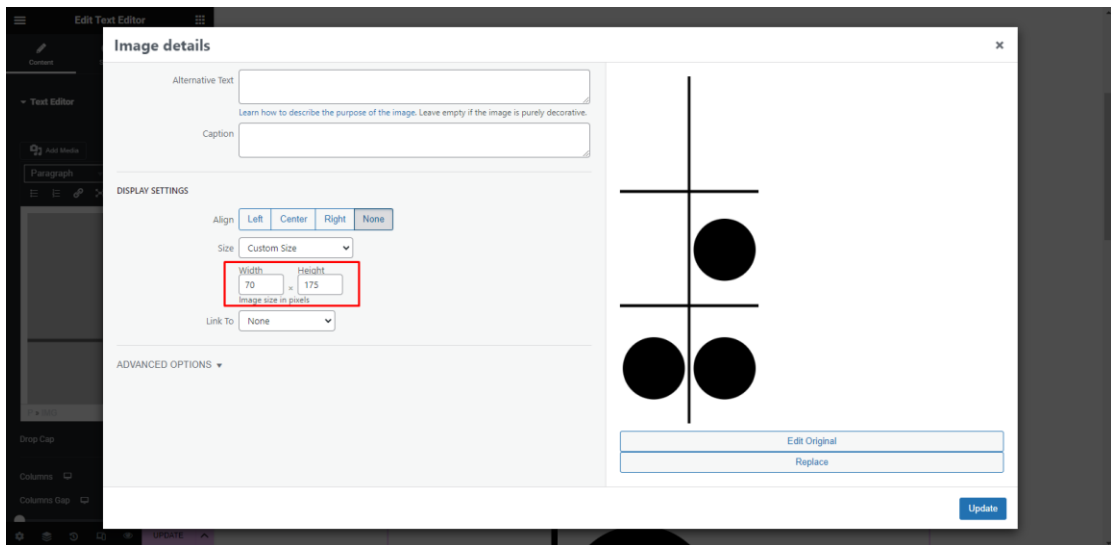 Edit Text Editor
Image details
×
Content
Text Editor
Add Media
Paragraph
Drop Cap
Columns
Columns Gap
UPDATE
Alternative Text
Learn how to describe the purpose of the image. Leave empty if the image is purely decorative.
Caption
DISPLAY SETTINGS
Align Left Center Right None
Size Custom Size
Width Height
70 × 175
Image size in pixels
Link To None
ADVANCED OPTIONS
Edit Original
Replace
Update